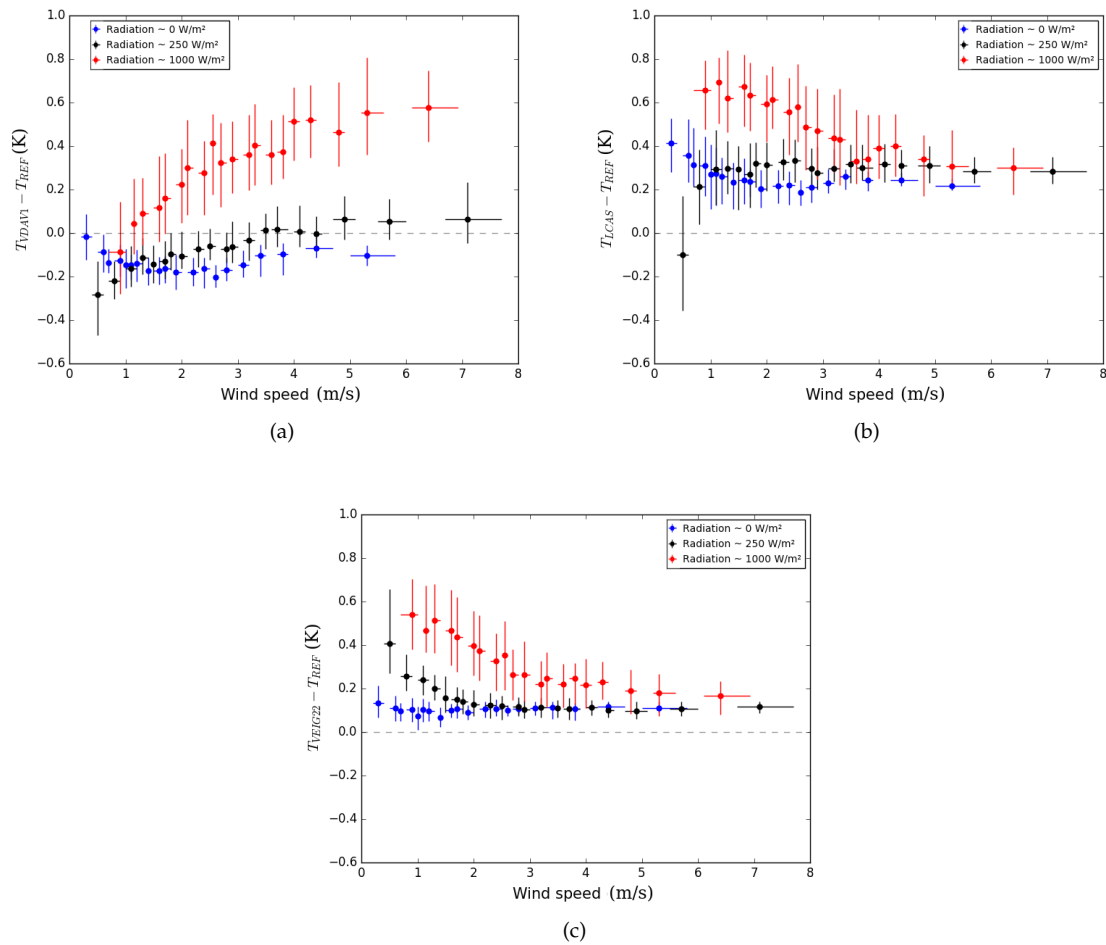 1.0
0.8
0.6
0.4
0.2
0.0
−0.2
−0.4
−0.6
T_VDAV1 − T_REF (K)
Radiation ~ 0 W/m²
Radiation ~ 250 W/m²
Radiation ~ 1000 W/m²
0 1 2 3 4 5 6 7 8
Wind speed (m/s)
(a)
1.0
0.8
0.6
0.4
0.2
0.0
−0.2
−0.4
−0.6
T_LCAS − T_REF (K)
Radiation ~ 0 W/m²
Radiation ~ 250 W/m²
Radiation ~ 1000 W/m²
0 1 2 3 4 5 6 7 8
Wind speed (m/s)
(b)
1.0
0.8
0.6
0.4
0.2
0.0
−0.2
−0.4
−0.6
T_VEIG22 − T_REF (K)
Radiation ~ 0 W/m²
Radiation ~ 250 W/m²
Radiation ~ 1000 W/m²
0 1 2 3 4 5 6 7 8
Wind speed (m/s)
(c)